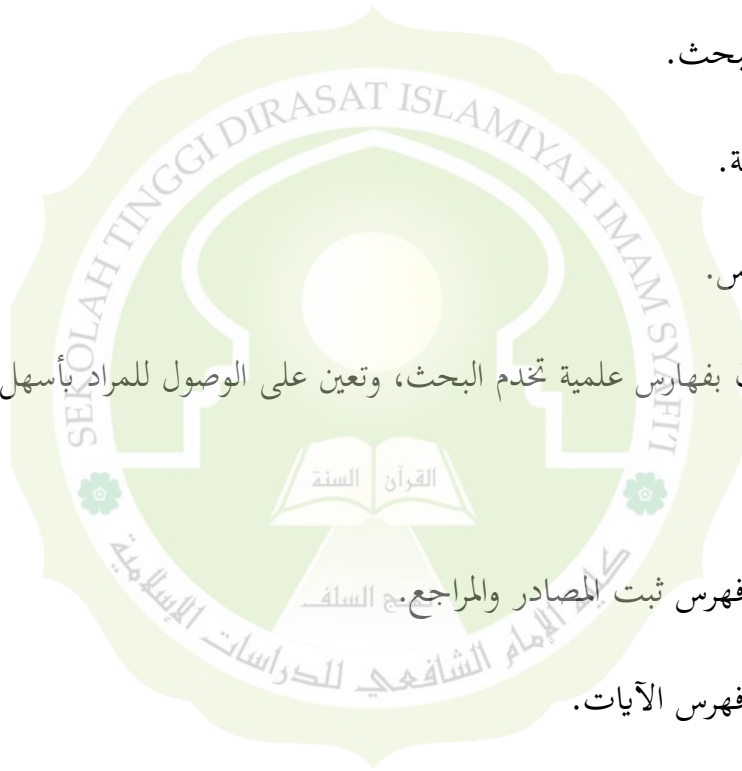 بحث.
SEKOLAH TINGGI DIRASAT ISLAMIYAH IMAM SYAFI'I
ة.
س.
بفهارس علمية تخدم البحث، وتعين على الوصول للمراد بأسهل
القرآن السنة
فهرس ثبت المصادر والمراجع.
السلف
كلية الإمام الشافعي للدراسات الإسلامية
فهرس الآيات.